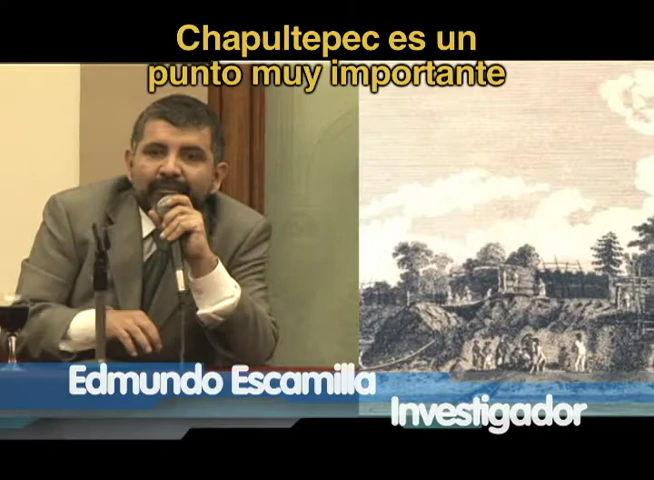 Chapultepec es un
punto muy importante
Edmundo Escamilla
Investigador